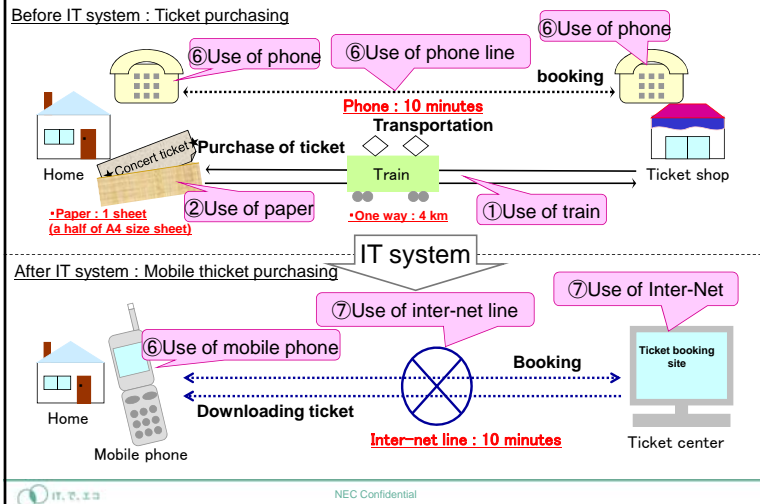 Before IT system : Ticket purchasing
⑥Use of phone
⑥Use of phone line
⑥Use of phone
booking
Phone : 10 minutes
Transportation
Purchase of ticket
★Concert ticket★
Home
Train
Ticket shop
②Use of paper
①Use of train
•Paper : 1 sheet
(a half of A4 size sheet)
•One way : 4 km
IT system
After IT system : Mobile thicket purchasing
⑦Use of inter-net line
⑦Use of Inter-Net
⑥Use of mobile phone
Ticket booking
site
Booking
Downloading ticket
Home
Inter-net line : 10 minutes
Ticket center
Mobile phone
IT、で、エコ
NEC Confidential